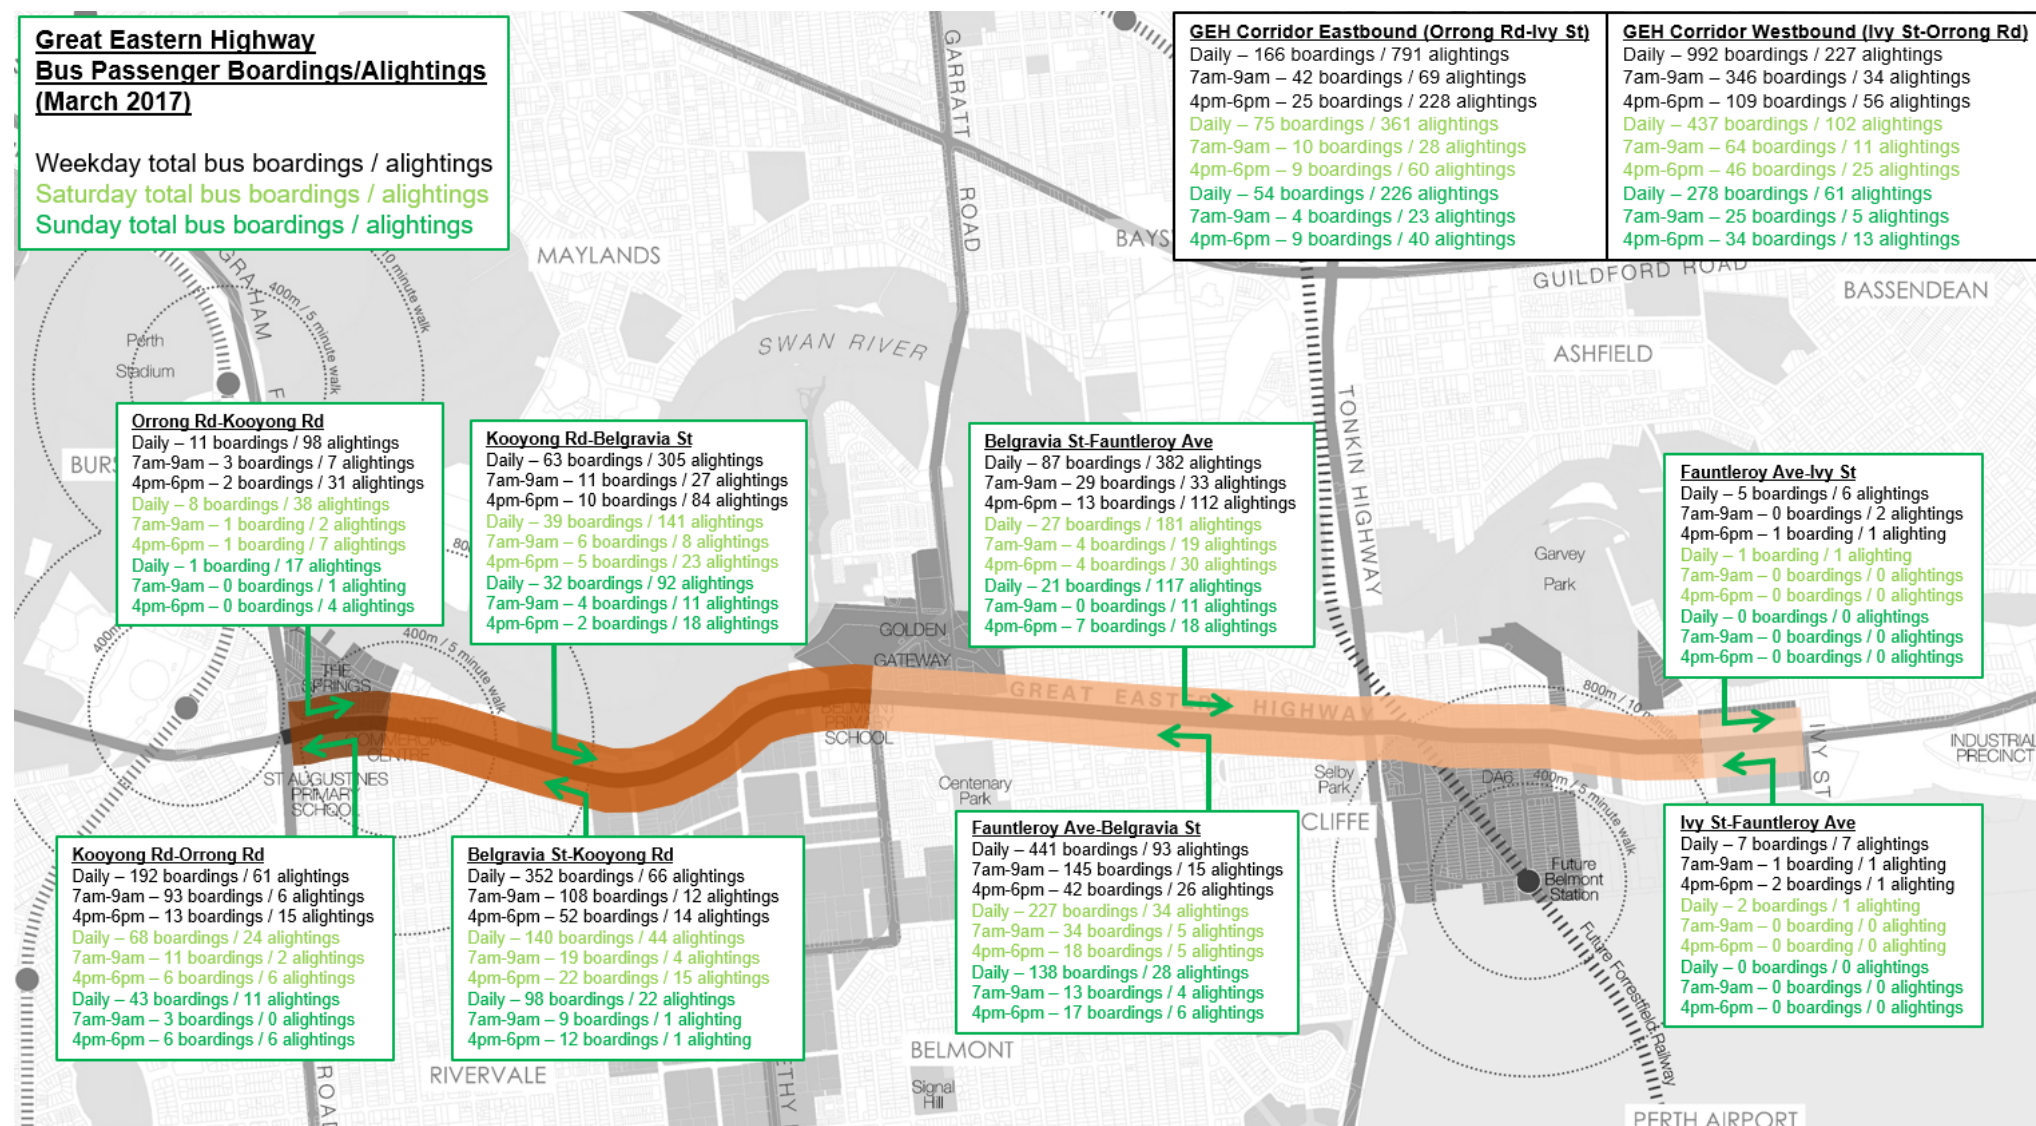 Great Eastern Highway
Bus Passenger Boardings/Alightings
(March 2017)
Weekday total bus boardings / alightings
Saturday total bus boardings / alightings
Sunday total bus boardings / alightings
GEH Corridor Eastbound (Orrong Rd-Ivy St)
Daily – 166 boardings / 791 alightings
7am-9am – 42 boardings / 69 alightings
4pm-6pm – 25 boardings / 228 alightings
Daily – 75 boardings / 361 alightings
7am-9am – 10 boardings / 28 alightings
4pm-6pm – 9 boardings / 60 alightings
Daily – 54 boardings / 226 alightings
7am-9am – 4 boardings / 23 alightings
4pm-6pm – 9 boardings / 40 alightings
GEH Corridor Westbound (Ivy St-Orrong Rd)
Daily – 992 boardings / 227 alightings
7am-9am – 346 boardings / 34 alightings
4pm-6pm – 109 boardings / 56 alightings
Daily – 437 boardings / 102 alightings
7am-9am – 64 boardings / 11 alightings
4pm-6pm – 46 boardings / 25 alightings
Daily – 278 boardings / 61 alightings
7am-9am – 25 boardings / 5 alightings
4pm-6pm – 34 boardings / 13 alightings
GARRATT ROAD
MAYLANDS
BAYS
GUILDFORD ROAD
BASSENDEAN
GRAHAM F
10 minute walk
400m / 5 minute walk
Perth
Stadium
SWAN RIVER
ASHFIELD
TONKIN HIGHWAY
BURS
Orrong Rd-Kooyong Rd
Daily – 11 boardings / 98 alightings
7am-9am – 3 boardings / 7 alightings
4pm-6pm – 2 boardings / 31 alightings
Daily – 8 boardings / 38 alightings
7am-9am – 1 boarding / 2 alightings
4pm-6pm – 1 boarding / 7 alightings
Daily – 1 boarding / 17 alightings
7am-9am – 0 boardings / 1 alighting
4pm-6pm – 0 boardings / 4 alightings
Kooyong Rd-Belgravia St
Daily – 63 boardings / 305 alightings
7am-9am – 11 boardings / 27 alightings
4pm-6pm – 10 boardings / 84 alightings
Daily – 39 boardings / 141 alightings
7am-9am – 6 boardings / 8 alightings
4pm-6pm – 5 boardings / 23 alightings
Daily – 32 boardings / 92 alightings
7am-9am – 4 boardings / 11 alightings
4pm-6pm – 2 boardings / 18 alightings
Belgravia St-Fauntleroy Ave
Daily – 87 boardings / 382 alightings
7am-9am – 29 boardings / 33 alightings
4pm-6pm – 13 boardings / 112 alightings
Daily – 27 boardings / 181 alightings
7am-9am – 4 boardings / 19 alightings
4pm-6pm – 4 boardings / 30 alightings
Daily – 21 boardings / 117 alightings
7am-9am – 0 boardings / 11 alightings
4pm-6pm – 7 boardings / 18 alightings
Fauntleroy Ave-Ivy St
Daily – 5 boardings / 6 alightings
7am-9am – 0 boardings / 2 alightings
4pm-6pm – 1 boarding / 1 alighting
Daily – 1 boarding / 1 alighting
7am-9am – 0 boardings / 0 alightings
4pm-6pm – 0 boardings / 0 alightings
Daily – 0 boardings / 0 alightings
7am-9am – 0 boardings / 0 alightings
4pm-6pm – 0 boardings / 0 alightings
Garvey
Park
80
400m
400m / 5 minute walk
GOLDEN
GATEWAY
THE
SPRINGS
GREAT EASTERN HIGHWAY
800m / 10 minute
BELMONT
PRIMARY
SCHOOL
COMMERCIAL
CENTRE
ST AUGUSTINES
PRIMARY
SCHOOL
Centenary
Park
Selby
Park
DA6
400m / 5 minute walk
IVY ST
INDUSTRIAL
PRECINCT
CLIFFE
Kooyong Rd-Orrong Rd
Daily – 192 boardings / 61 alightings
7am-9am – 93 boardings / 6 alightings
4pm-6pm – 13 boardings / 15 alightings
Daily – 68 boardings / 24 alightings
7am-9am – 11 boardings / 2 alightings
4pm-6pm – 6 boardings / 6 alightings
Daily – 43 boardings / 11 alightings
7am-9am – 3 boardings / 0 alightings
4pm-6pm – 6 boardings / 6 alightings
Belgravia St-Kooyong Rd
Daily – 352 boardings / 66 alightings
7am-9am – 108 boardings / 12 alightings
4pm-6pm – 52 boardings / 14 alightings
Daily – 140 boardings / 44 alightings
7am-9am – 19 boardings / 4 alightings
4pm-6pm – 22 boardings / 15 alightings
Daily – 98 boardings / 22 alightings
7am-9am – 9 boardings / 1 alighting
4pm-6pm – 12 boardings / 1 alighting
Fauntleroy Ave-Belgravia St
Daily – 441 boardings / 93 alightings
7am-9am – 145 boardings / 15 alightings
4pm-6pm – 42 boardings / 26 alightings
Daily – 227 boardings / 34 alightings
7am-9am – 34 boardings / 5 alightings
4pm-6pm – 18 boardings / 5 alightings
Daily – 138 boardings / 28 alightings
7am-9am – 13 boardings / 4 alightings
4pm-6pm – 17 boardings / 6 alightings
Ivy St-Fauntleroy Ave
Daily – 7 boardings / 7 alightings
7am-9am – 1 boarding / 1 alighting
4pm-6pm – 2 boardings / 1 alighting
Daily – 2 boardings / 1 alighting
7am-9am – 0 boarding / 0 alighting
4pm-6pm – 0 boarding / 0 alighting
Daily – 0 boardings / 0 alightings
7am-9am – 0 boardings / 0 alightings
4pm-6pm – 0 boardings / 0 alightings
Future
Belmont
Station
Future Forrestfield Railway
RIVERVALE
BELMONT
Signal
Hill
ROAD
ETHY
PERTH AIRPORT